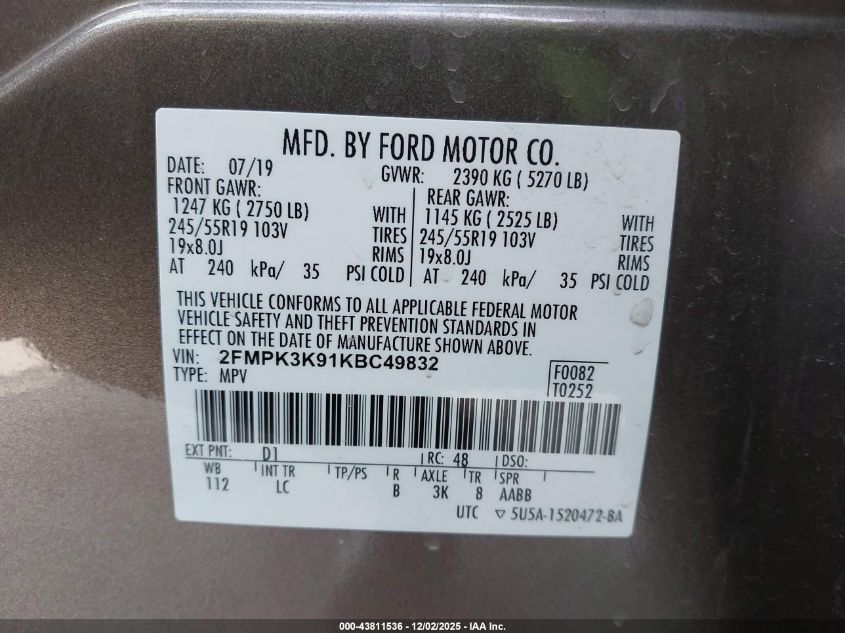 MFD. BY FORD MOTOR CO.
DATE: 07/19 GVWR: 2390 KG ( 5270 LB)
FRONT GAWR: REAR GAWR:
1247 KG ( 2750 LB) WITH 1145 KG ( 2525 LB) WITH
245/55R19 103V TIRES 245/55R19 103V TIRES
19x8.0J RIMS 19x8.0J RIMS
AT 240 kPa/ 35 PSI COLD AT 240 kPa/ 35 PSI COLD
THIS VEHICLE CONFORMS TO ALL APPLICABLE FEDERAL MOTOR
VEHICLE SAFETY AND THEFT PREVENTION STANDARDS IN
EFFECT ON THE DATE OF MANUFACTURE SHOWN ABOVE.
VIN: 2FMPK3K91KBC49832 F0082
TYPE: MPV T0252
EXT PNT: D1 RC: 48 DSO:
WB INT TR TP/PS R AXLE TR SPR
112 LC B 3K 8 AABB
UTC ▽ 5U5A-1520472-BA
000-43811536 - 12/02/2025 - IAA Inc.